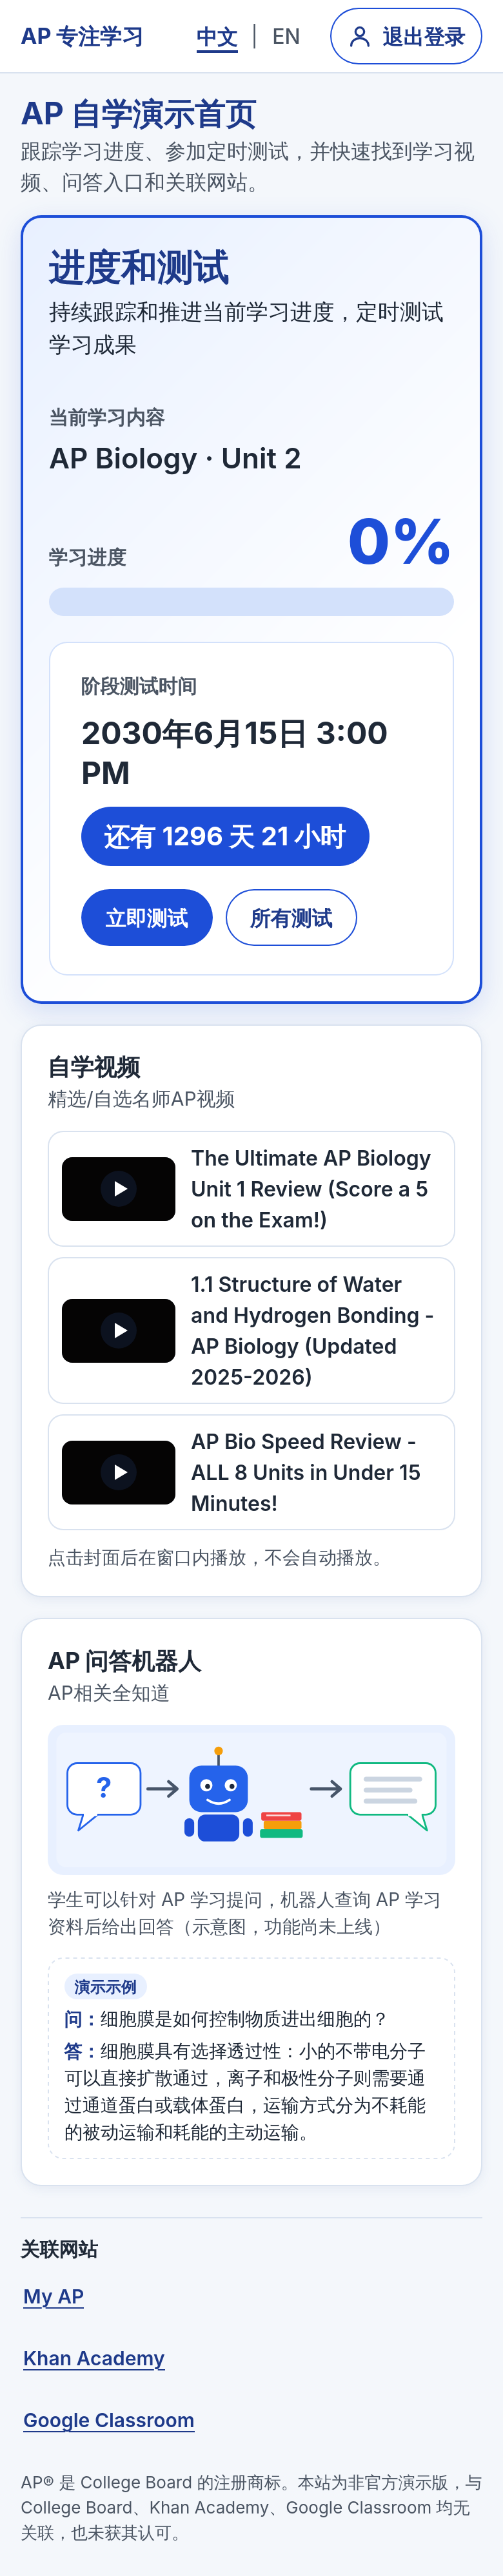 AP 专注学习
中文 | EN
退出登录
AP 自学演示首页
跟踪学习进度、参加定时测试，并快速找到学习视
频、问答入口和关联网站。
进度和测试
持续跟踪和推进当前学习进度，定时测试
学习成果
当前学习内容
AP Biology · Unit 2
学习进度
0%
阶段测试时间
2030年6月15日 3:00
PM
还有 1296 天 21 小时
立即测试
所有测试
自学视频
精选/自选名师AP视频
The Ultimate AP Biology
Unit 1 Review (Score a 5
on the Exam!)
1.1 Structure of Water
and Hydrogen Bonding -
AP Biology (Updated
2025-2026)
AP Bio Speed Review -
ALL 8 Units in Under 15
Minutes!
点击封面后在窗口内播放，不会自动播放。
AP 问答机器人
AP相关全知道
?
学生可以针对 AP 学习提问，机器人查询 AP 学习
资料后给出回答（示意图，功能尚未上线）
演示示例
问：细胞膜是如何控制物质进出细胞的？
答：细胞膜具有选择透过性：小的不带电分子
可以直接扩散通过，离子和极性分子则需要通
过通道蛋白或载体蛋白，运输方式分为不耗能
的被动运输和耗能的主动运输。
关联网站
My AP
Khan Academy
Google Classroom
AP® 是 College Board 的注册商标。本站为非官方演示版，与
College Board、Khan Academy、Google Classroom 均无
关联，也未获其认可。